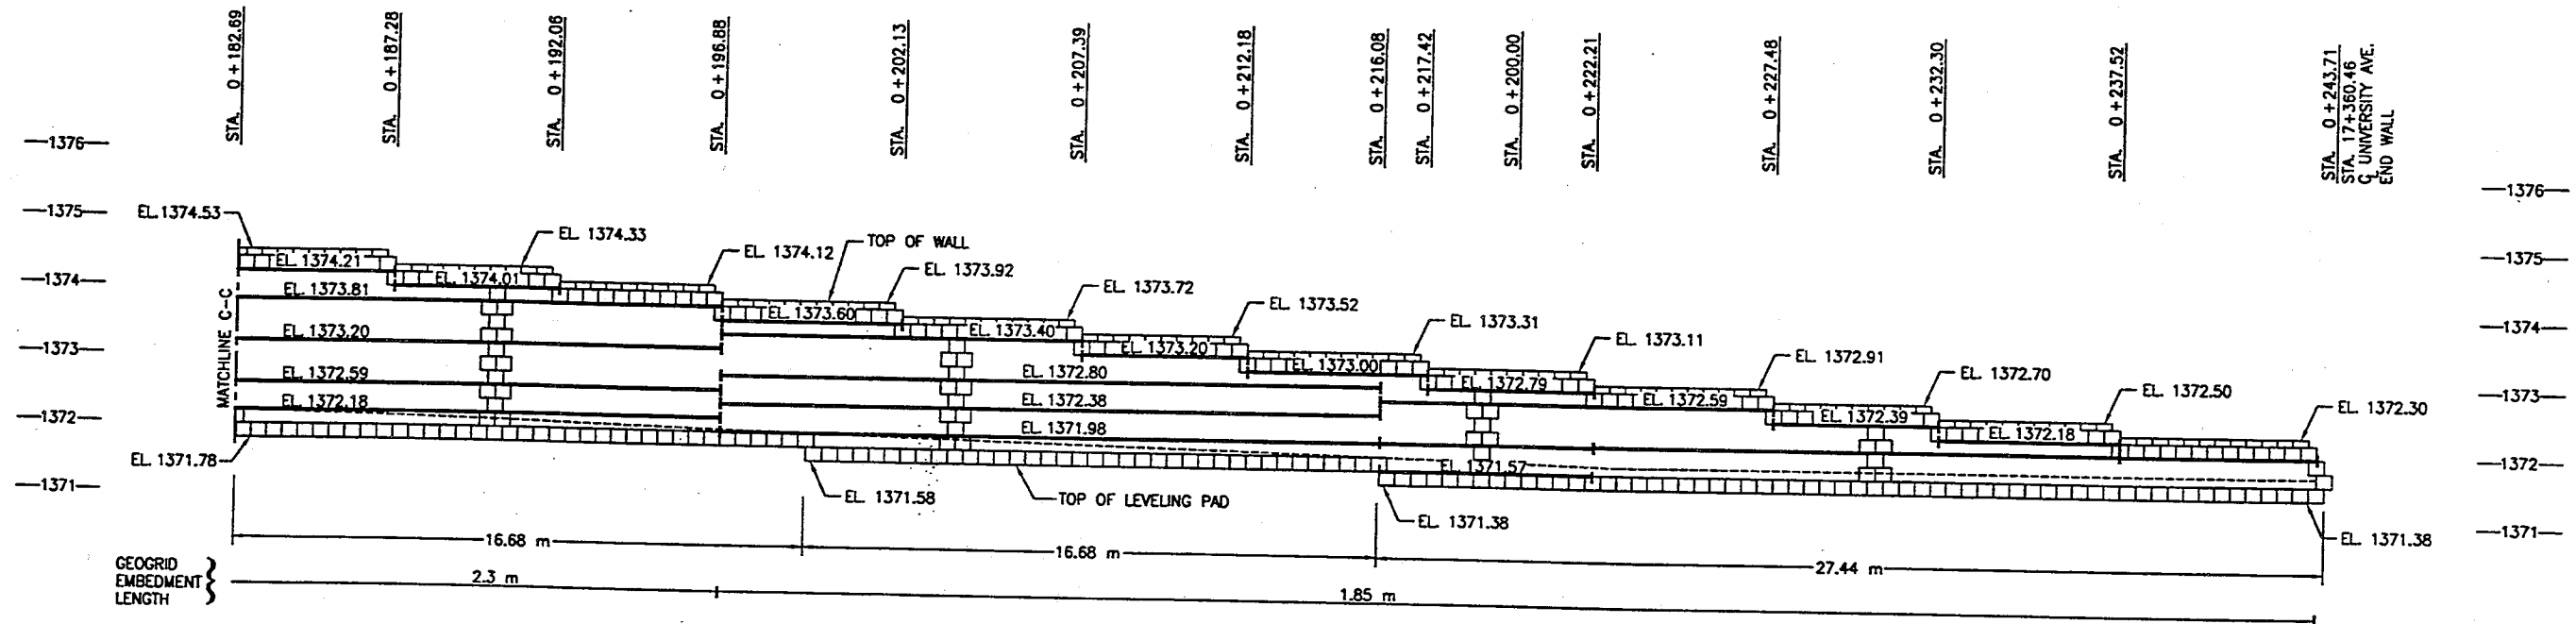 STA. 0+182.69
STA. 0+187.28
STA. 0+192.06
STA. 0+196.88
STA. 0+202.13
STA. 0+207.39
STA. 0+212.18
STA. 0+216.08
STA. 0+217.42
STA. 0+200.00
STA. 0+222.21
STA. 0+227.48
STA. 0+232.30
STA. 0+237.52
STA. 0+243.71
STA. 17+360.46
C̲L UNIVERSITY AVE.
END WALL
1376
1375
1374
1373
1372
1371
1376
1375
1374
1373
1372
1371
MATCHLINE C-C
EL. 1374.53
EL. 1374.33
EL. 1374.12
TOP OF WALL
EL. 1373.92
EL. 1373.72
EL. 1373.52
EL. 1373.31
EL. 1373.11
EL. 1372.91
EL. 1372.70
EL. 1372.50
EL. 1372.30
EL. 1374.21
EL. 1374.01
EL. 1373.81
EL. 1373.60
EL. 1373.40
EL. 1373.20
EL. 1373.20
EL. 1373.00
EL. 1372.79
EL. 1372.59
EL. 1372.80
EL. 1372.59
EL. 1372.39
EL. 1372.18
EL. 1372.38
EL. 1372.18
EL. 1371.98
EL. 1371.57
EL. 1371.78
EL. 1371.58
TOP OF LEVELING PAD
EL. 1371.38
EL. 1371.38
16.68 m
16.68 m
27.44 m
GEOGRID
EMBEDMENT
LENGTH
2.3 m
1.85 m